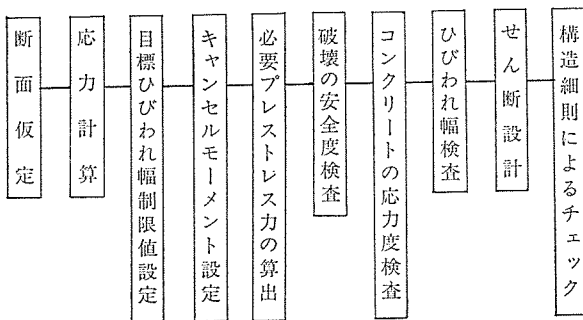 断面仮定
応力計算
目標ひびわれ幅制限値設定
キャンセルモーメント設定
必要プレストレス力の算出
破壊の安全度検査
コンクリートの応力度検査
ひびわれ幅検査
せん断設計
構造細則によるチェック